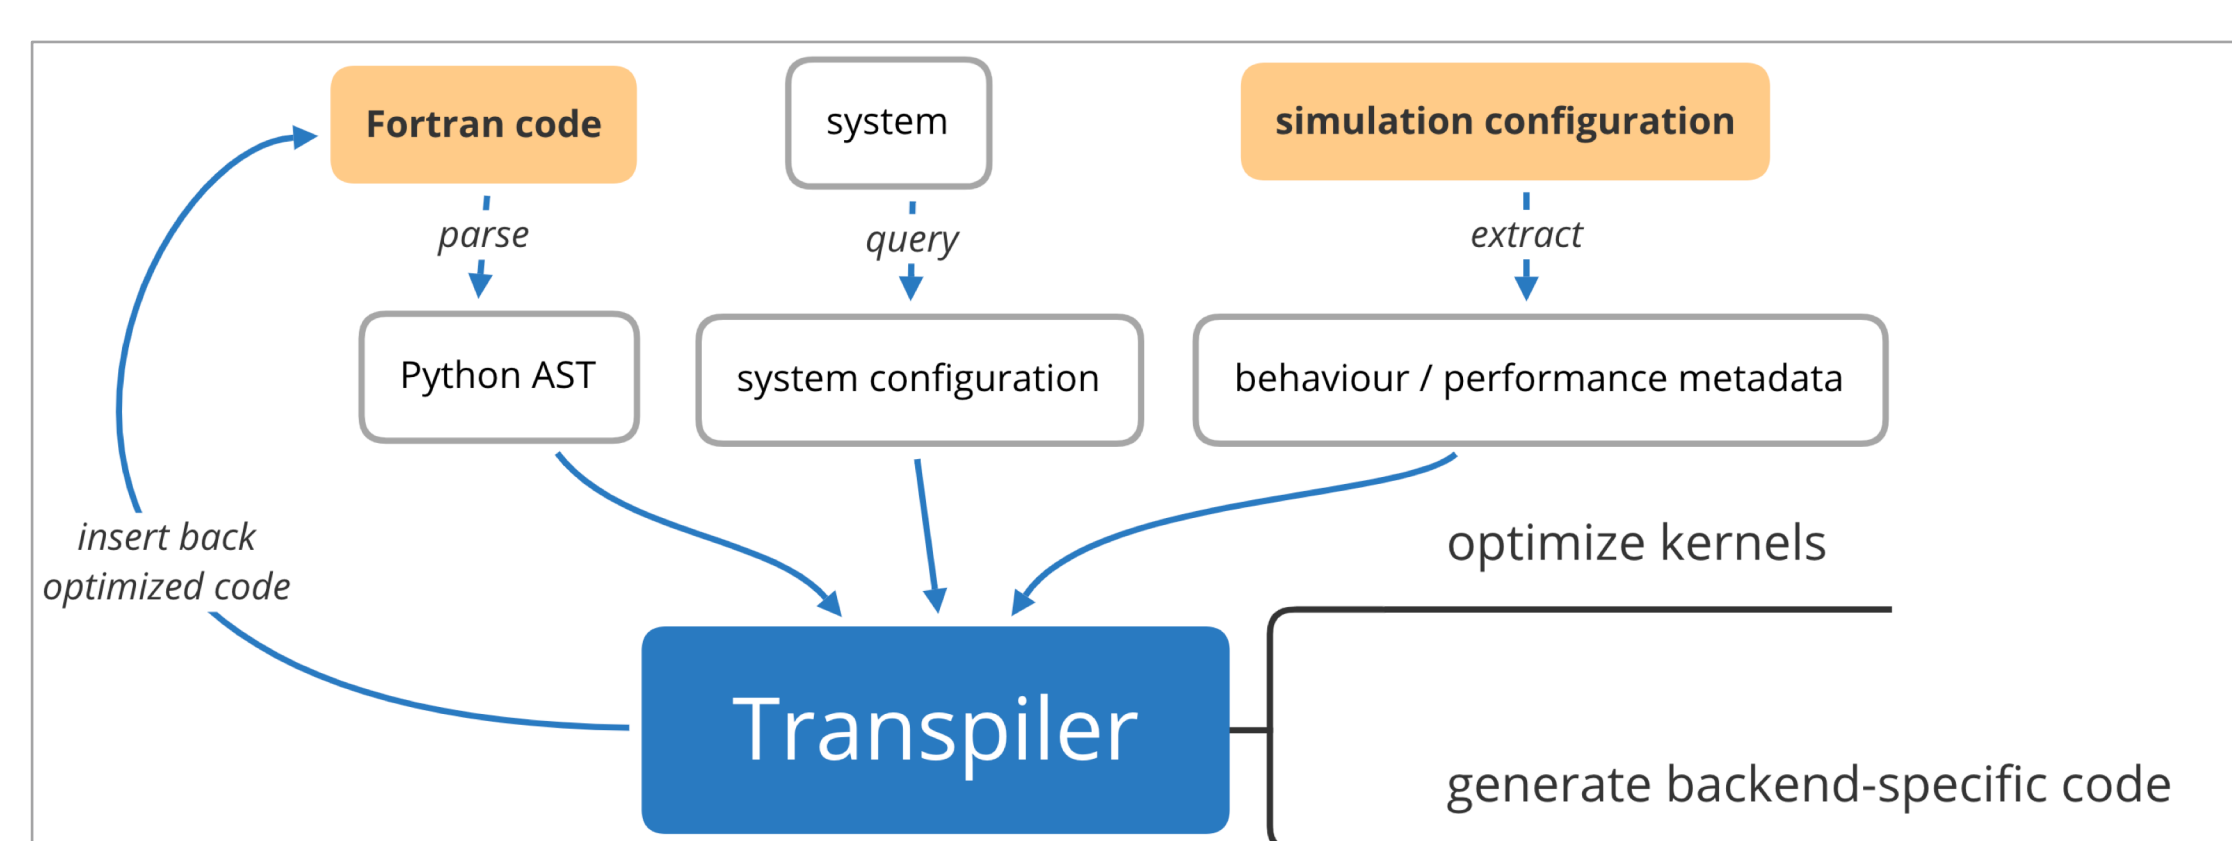 Fortran code
system
simulation configuration
parse
query
extract
Python AST
system configuration
behaviour / performance metadata
insert back
optimized code
optimize kernels
Transpiler
generate backend-specific code